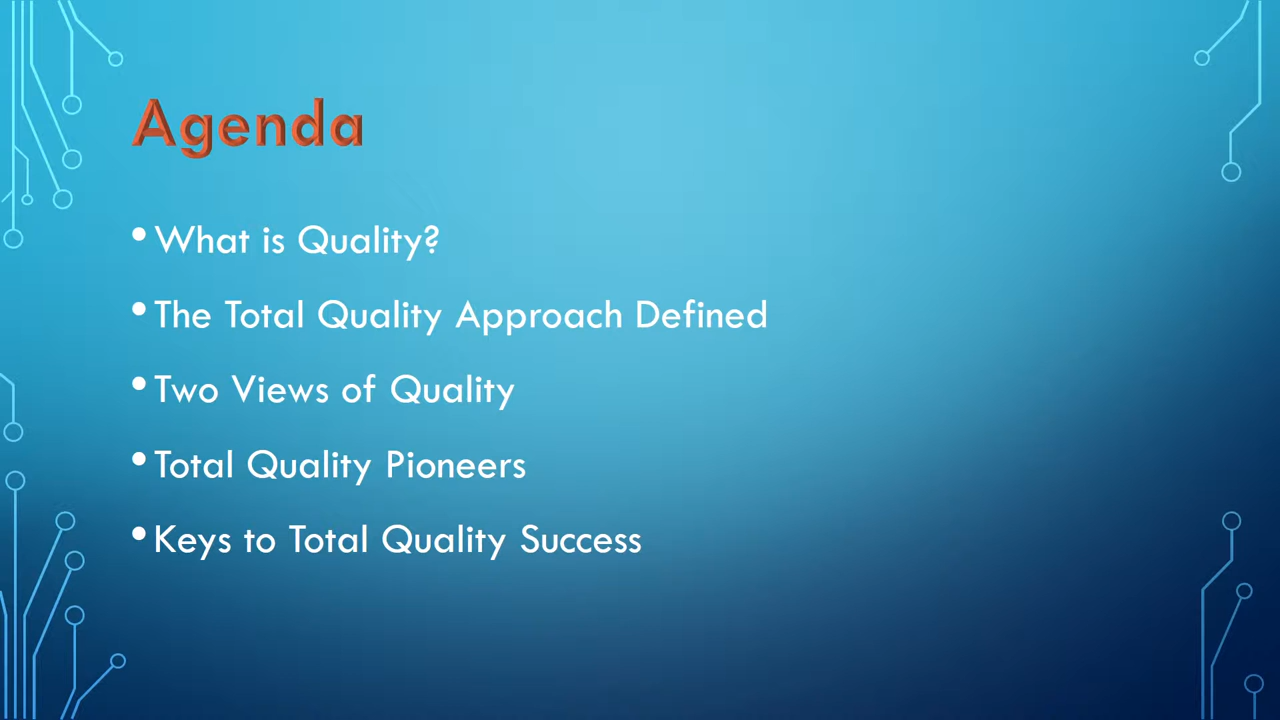 Agenda
• What is Quality?
• The Total Quality Approach Defined
• Two Views of Quality
• Total Quality Pioneers
• Keys to Total Quality Success